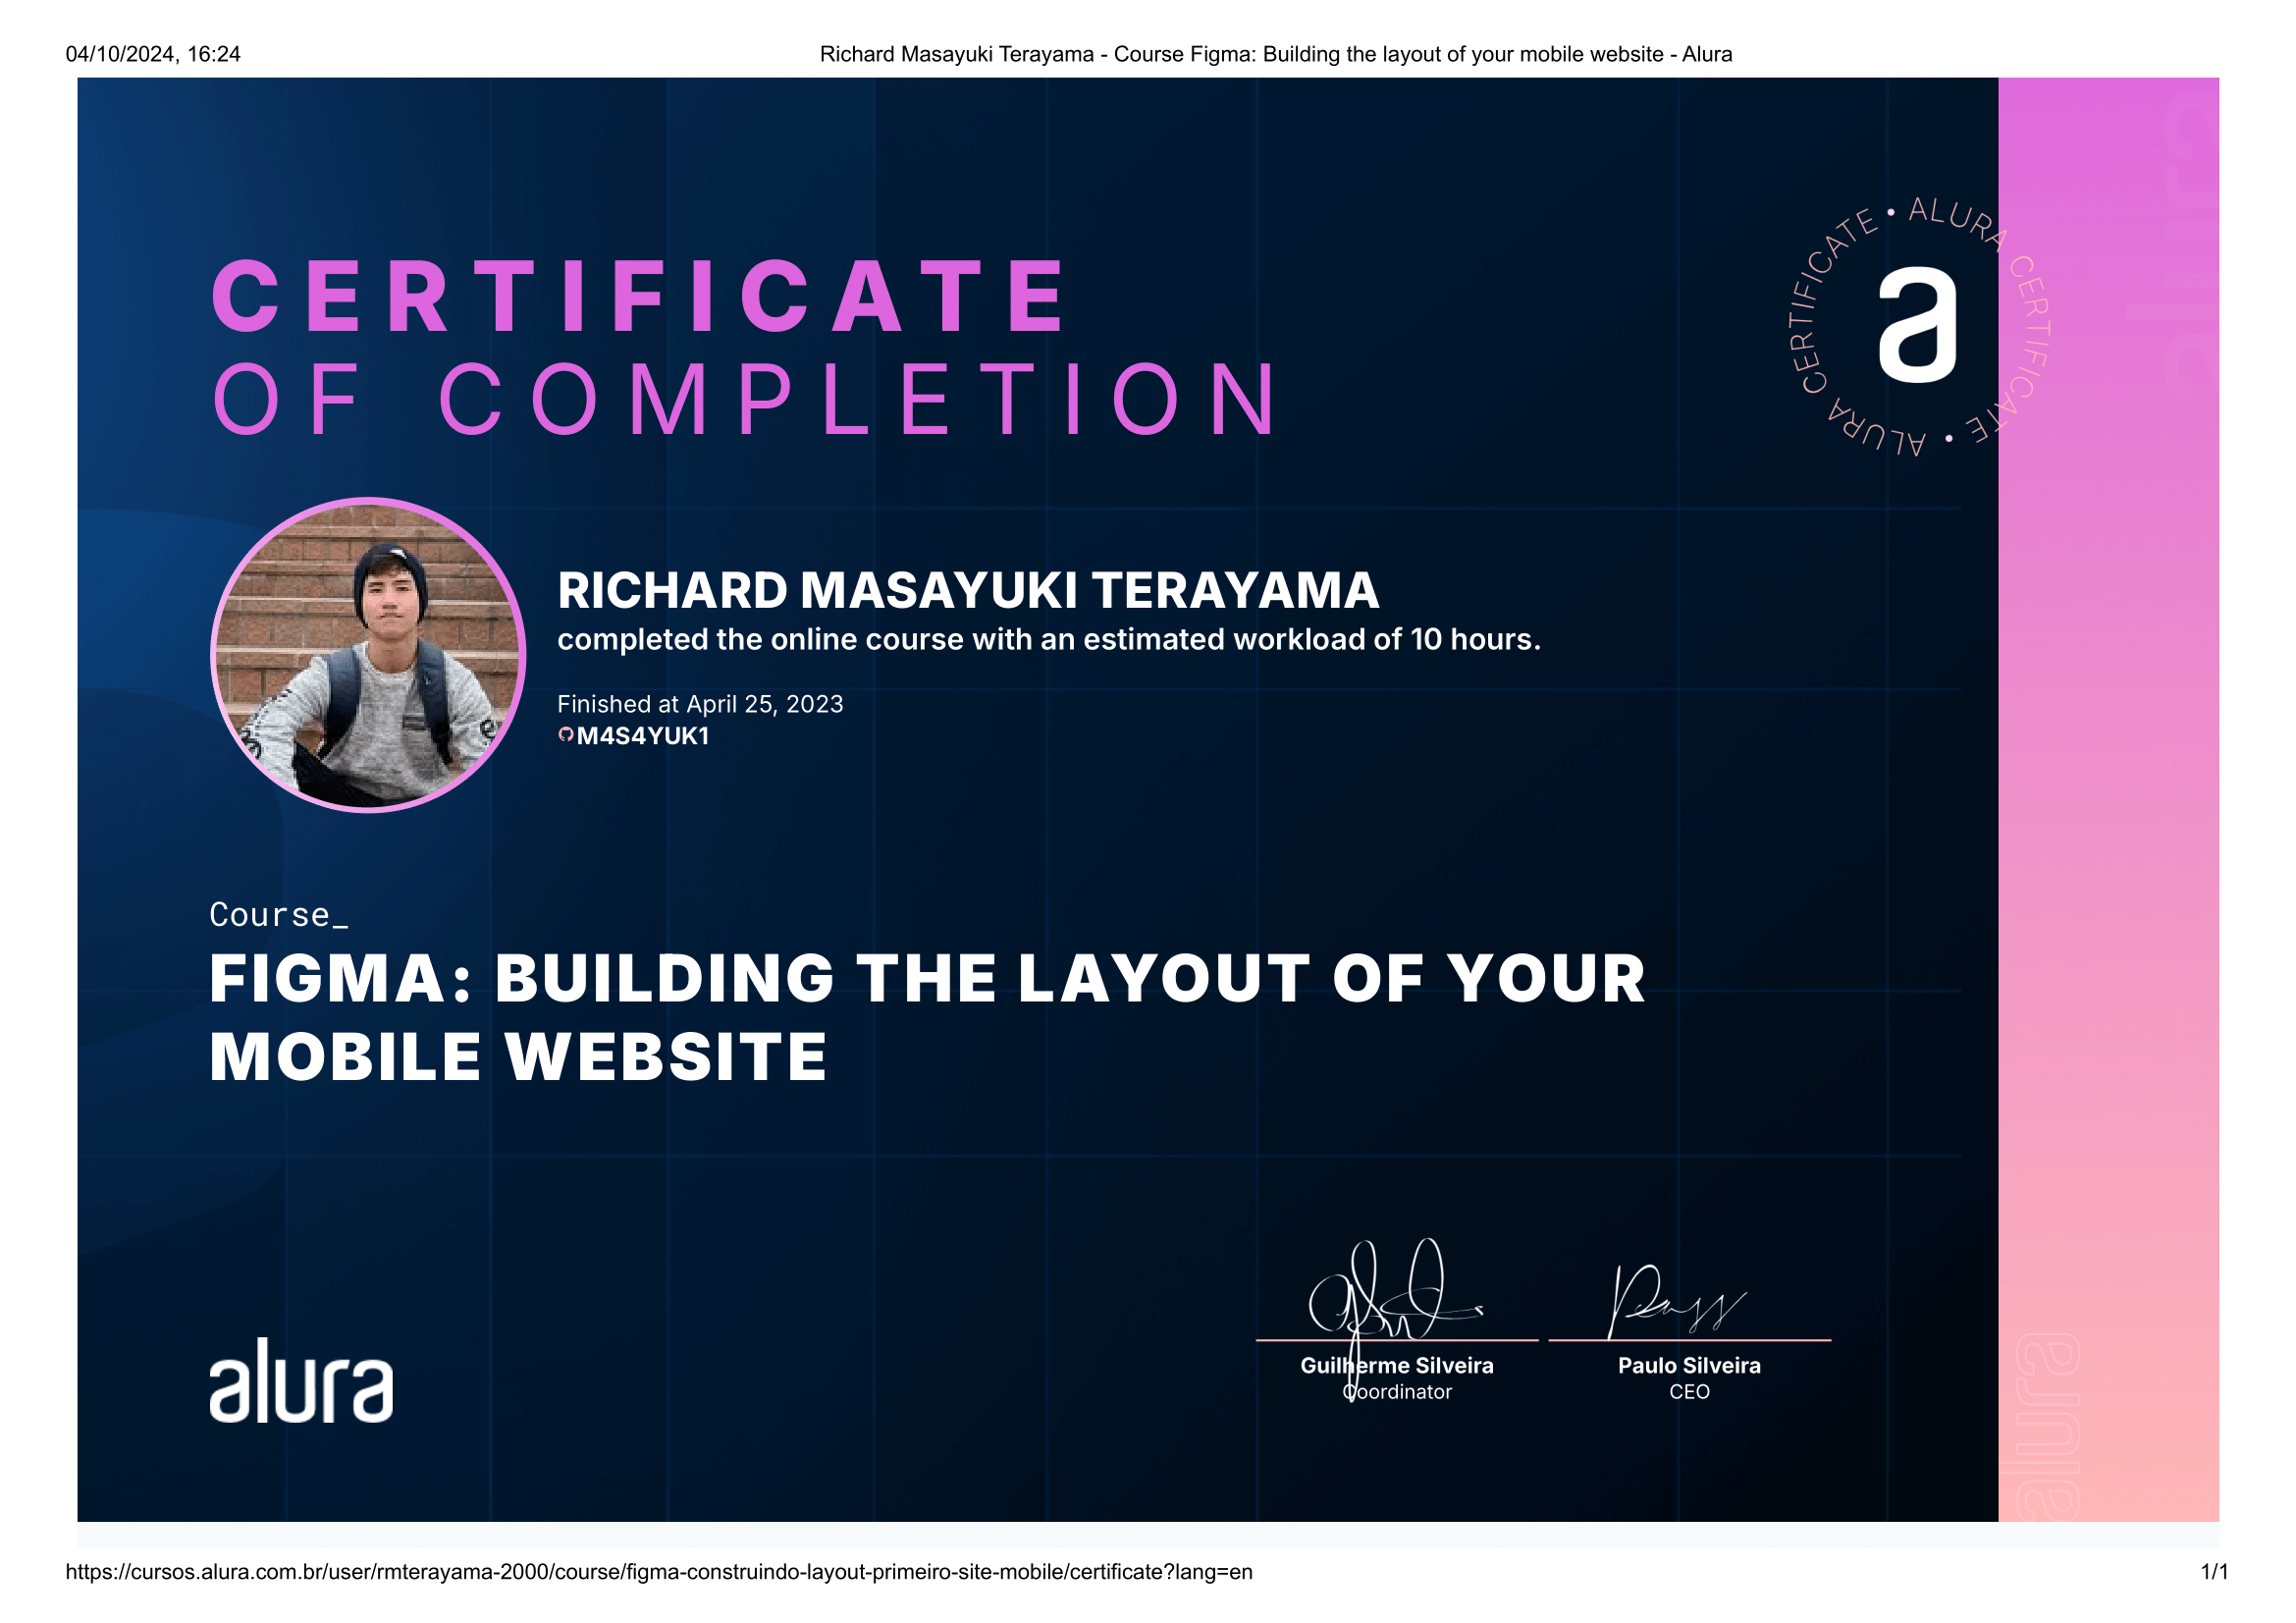 04/10/2024, 16:24
Richard Masayuki Terayama - Course Figma: Building the layout of your mobile website - Alura
CERTIFICATE
OF COMPLETION
ALURA CERTIFICATE • ALURA CERTIFICATE •
a
alura
RICHARD MASAYUKI TERAYAMA
completed the online course with an estimated workload of 10 hours.
Finished at April 25, 2023
M4S4YUK1
Course_
FIGMA: BUILDING THE LAYOUT OF YOUR
MOBILE WEBSITE
alura
Guilherme Silveira
Coordinator
Paulo Silveira
CEO
alura
https://cursos.alura.com.br/user/rmterayama-2000/course/figma-construindo-layout-primeiro-site-mobile/certificate?lang=en
1/1